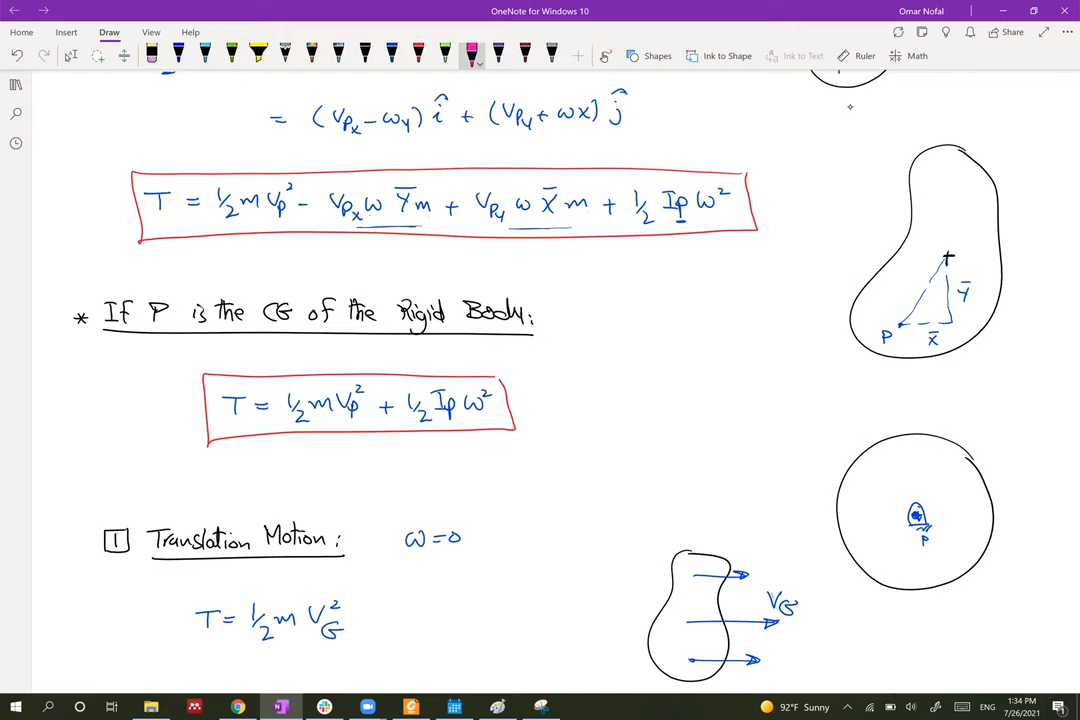 OneNote for Windows 10
Omar Nofal
Home Insert Draw View Help
Share
Shapes Ink to Shape Ink to Text Ruler Math
= (VPx - ωy) î + (VPy + ωx) ĵ
T = 1/2 m VP² - VPx ω Y̅ m + VPy ω X̅ m + 1/2 IP ω²
Y̅
P X̅
* If P is the CG of the Rigid Body:
T = 1/2 m VP² + 1/2 IP ω²
P
1 Translation Motion: ω=0
VG
T = 1/2 m VG²
92°F Sunny
ENG
1:34 PM
7/26/2021